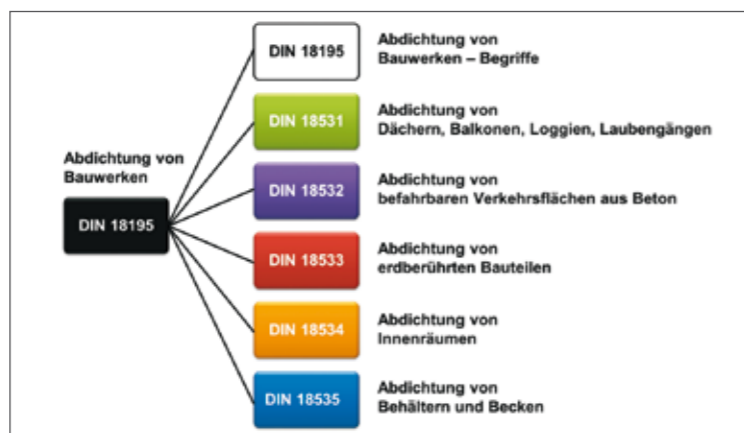 Abdichtung von
Bauwerken
DIN 18195
DIN 18195
Abdichtung von
Bauwerken – Begriffe
DIN 18531
Abdichtung von
Dächern, Balkonen, Loggien, Laubengängen
DIN 18532
Abdichtung von
befahrbaren Verkehrsflächen aus Beton
DIN 18533
Abdichtung von
erdberührten Bauteilen
DIN 18534
Abdichtung von
Innenräumen
DIN 18535
Abdichtung von
Behältern und Becken